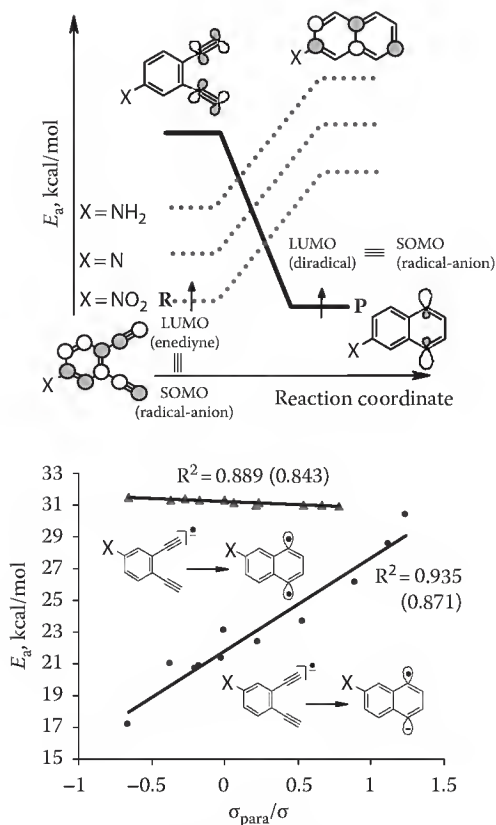 Eₐ, kcal/mol
X
X
X = NH₂
X = N
X = NO₂ R
LUMO
(enediyne)
≡
SOMO
(radical-anion)
X
LUMO
(diradical)
≡
SOMO
(radical-anion)
P
X
Reaction coordinate
Eₐ, kcal/mol
33
31
29
27
25
23
21
19
17
15
R² = 0.889 (0.843)
X
X
R² = 0.935
(0.871)
X
X
−1
−0.5
0
0.5
1
1.5
σpara/σ